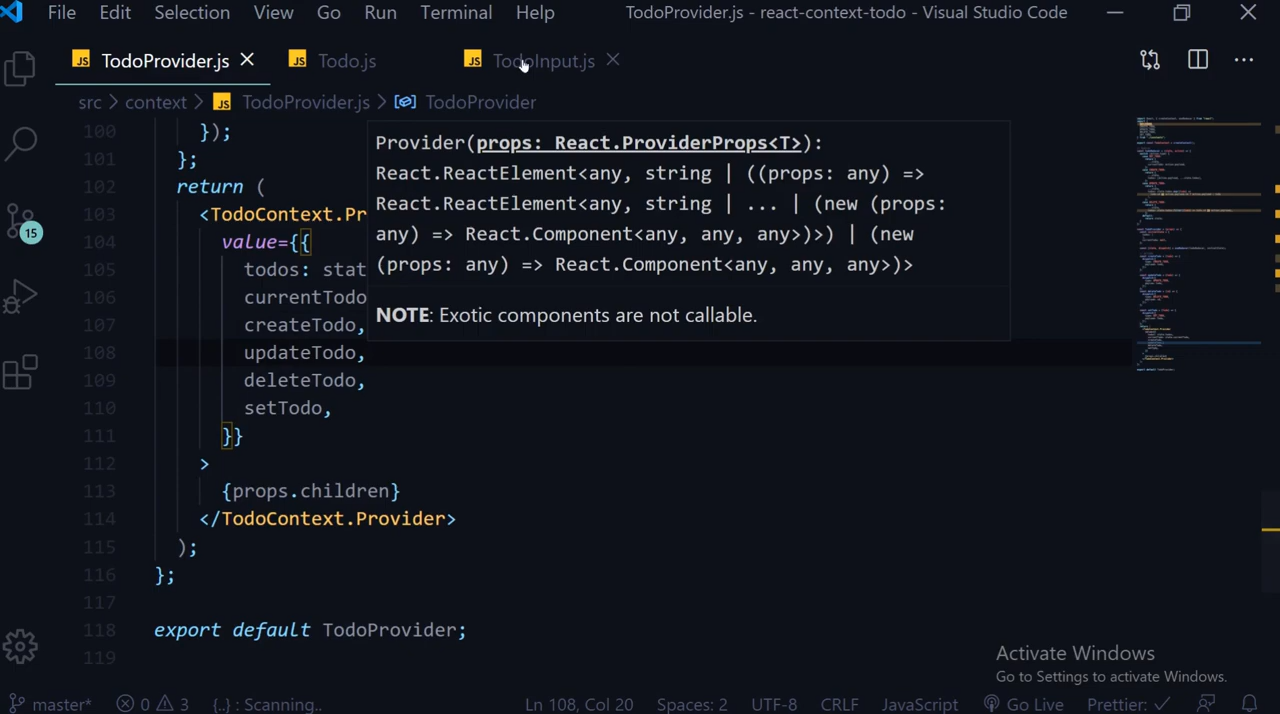 File Edit Selection View Go Run Terminal Help TodoProvider.js - react-context-todo - Visual Studio Code
JS TodoProvider.js JS Todo.js JS TodoInput.js
src > context > JS TodoProvider.js > TodoProvider
100 });
101 };
102 return (
103 <TodoContext.Pr
104 value={{
105 todos: stat
106 currentTodo
107 createTodo,
108 updateTodo,
109 deleteTodo,
110 setTodo,
111 }}
112 >
113 {props.children}
114 </TodoContext.Provider>
115 );
116 };
117
118 export default TodoProvider;
119
Provider(props: React.ProviderProps<T>):
React.ReactElement<any, string | ((props: any) =>
React.ReactElement<any, string | ... | (new (props:
any) => React.Component<any, any, any>)>) | (new
(props: any) => React.Component<any, any, any>)>
NOTE: Exotic components are not callable.
15
Activate Windows
Go to Settings to activate Windows.
master* 0 3 {..} : Scanning.. Ln 108, Col 20 Spaces: 2 UTF-8 CRLF JavaScript Go Live Prettier: ✓